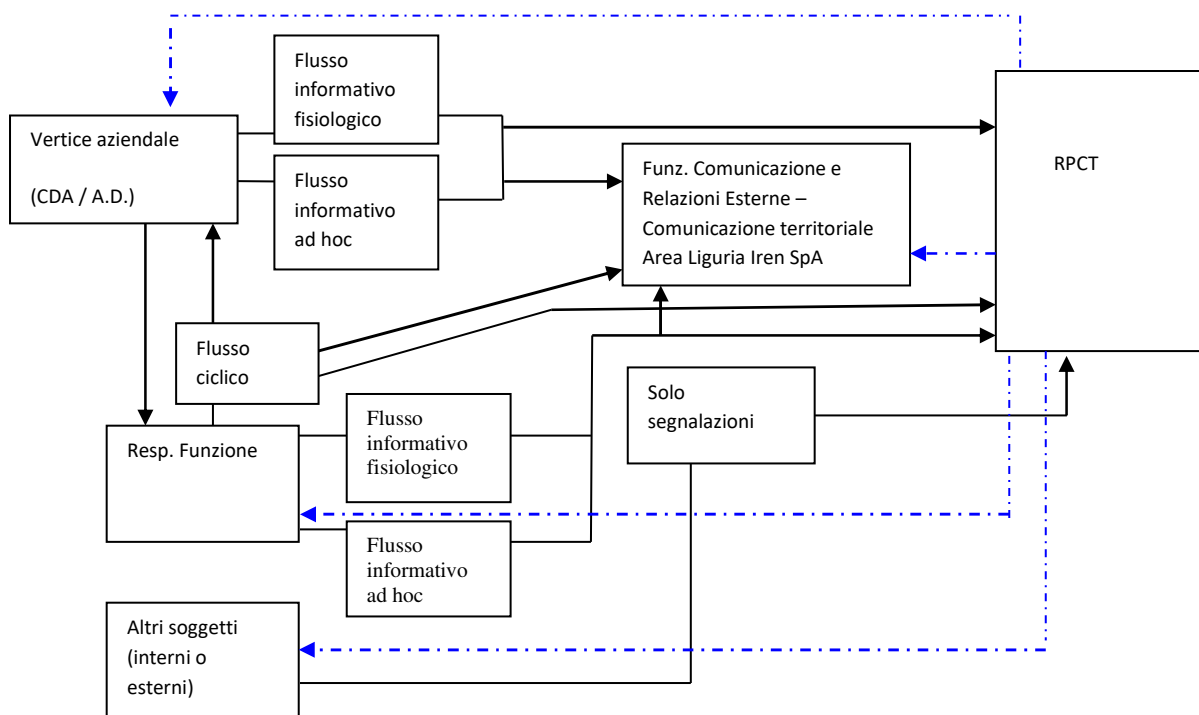 Flusso
informativo
fisiologico
Vertice aziendale
(CDA / A.D.)
Flusso
informativo
ad hoc
Funz. Comunicazione e
Relazioni Esterne –
Comunicazione territoriale
Area Liguria Iren SpA
RPCT
Flusso
ciclico
Solo
segnalazioni
Resp. Funzione
Flusso
informativo
fisiologico
Flusso
informativo
ad hoc
Altri soggetti
(interni o
esterni)